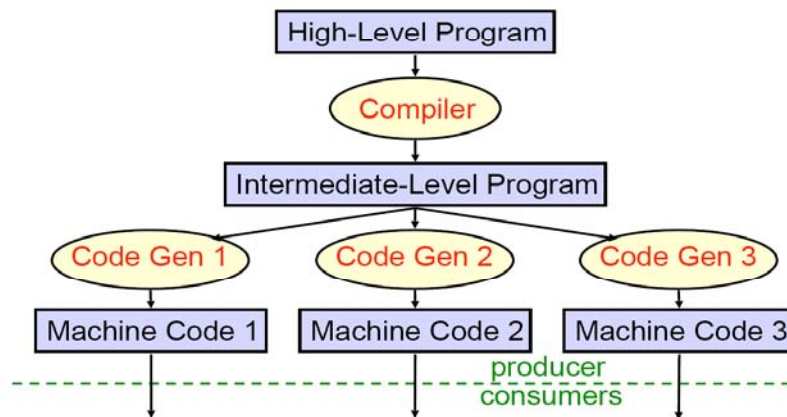 High-Level Program
Compiler
Intermediate-Level Program
Code Gen 1
Code Gen 2
Code Gen 3
Machine Code 1
Machine Code 2
Machine Code 3
producer
consumers